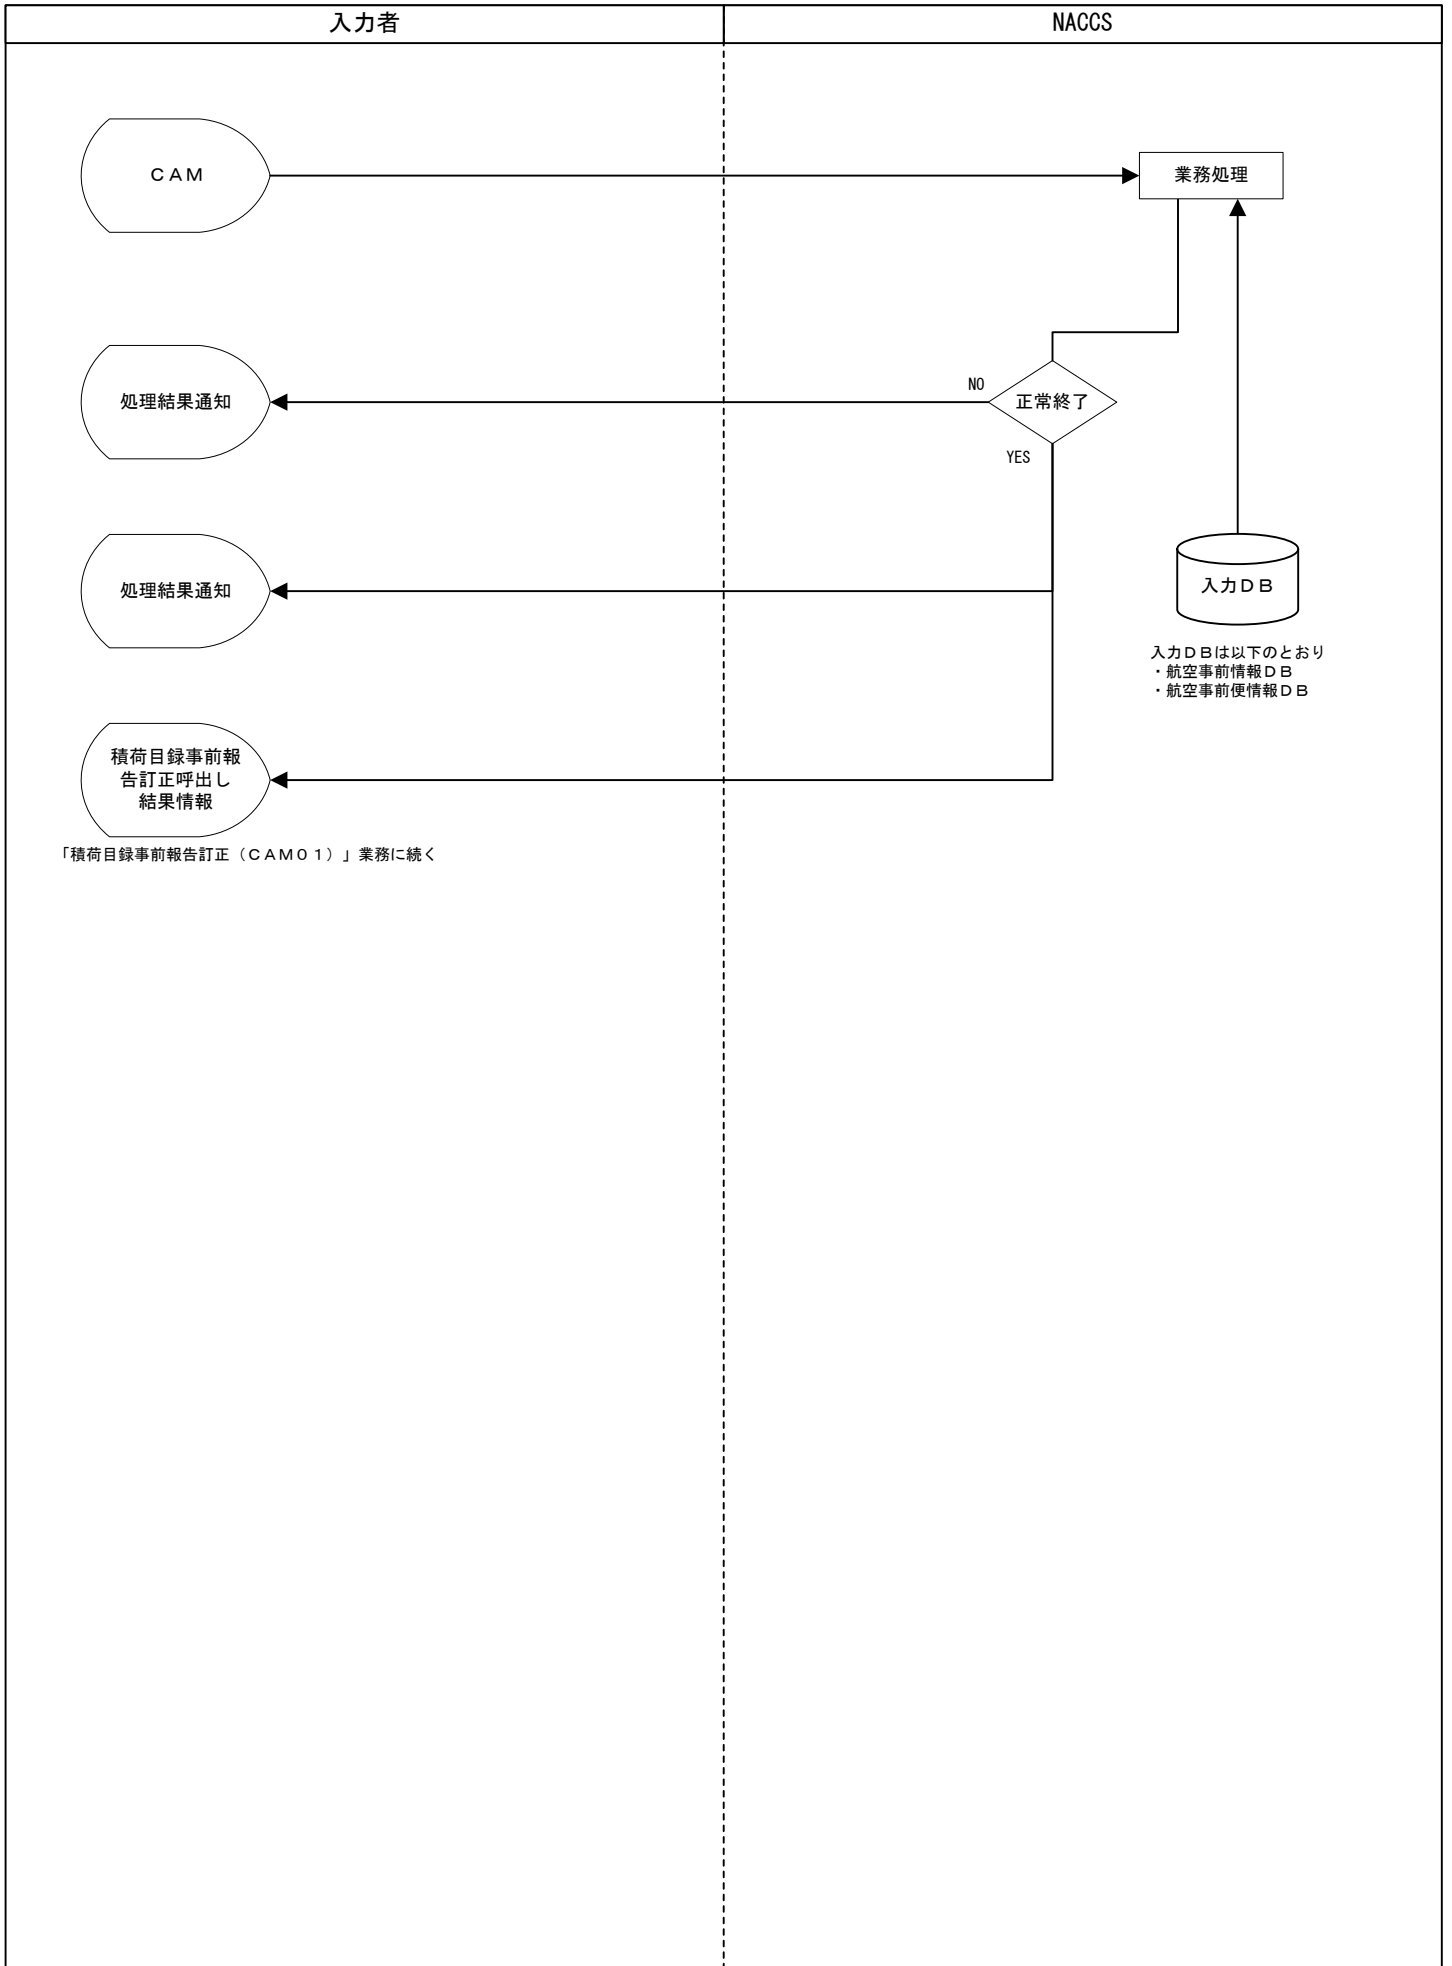 入力者
NACCS
ＣＡＭ
業務処理
処理結果通知
NO
正常終了
YES
処理結果通知
入力ＤＢ
入力ＤＢは以下のとおり
・航空事前情報ＤＢ
・航空事前便情報ＤＢ
積荷目録事前報
告訂正呼出し
結果情報
「積荷目録事前報告訂正（ＣＡＭ０１）」業務に続く